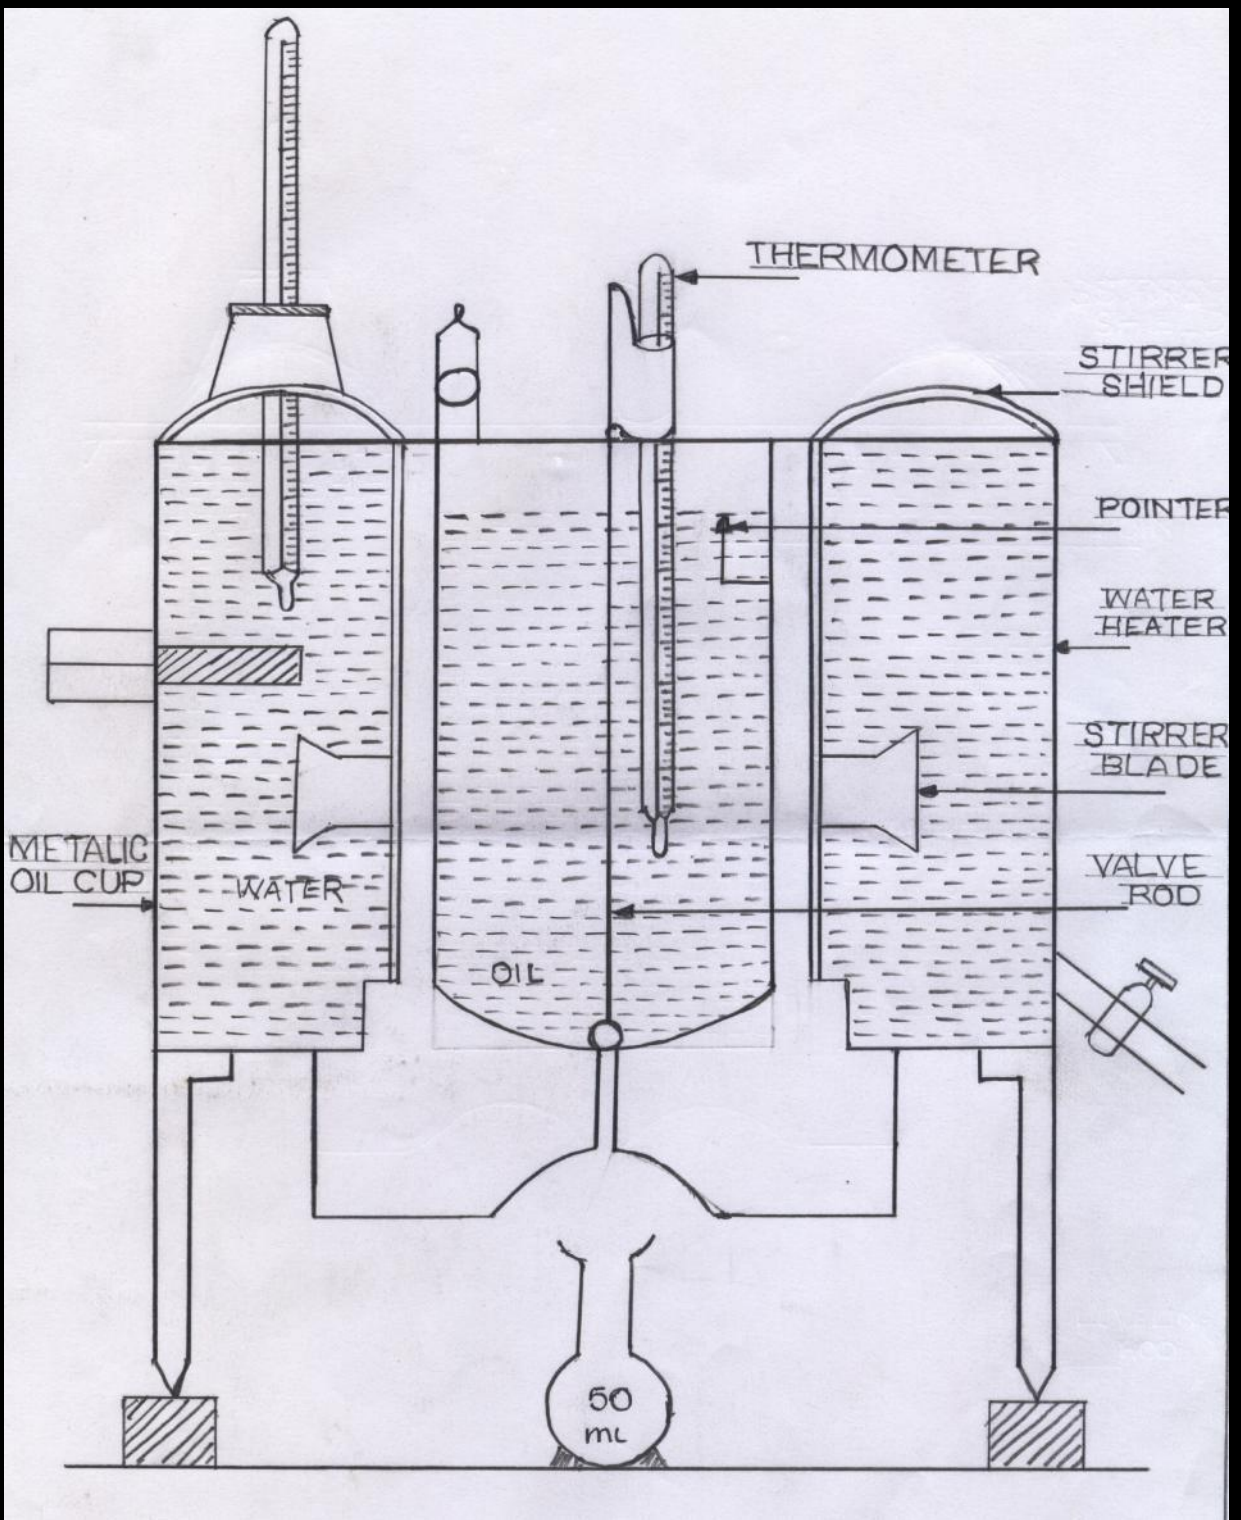 THERMOMETER
STIRRER
SHIELD
POINTER
WATER
HEATER
STIRRER
BLADE
METALIC
OIL CUP
WATER
VALVE
ROD
OIL
50
ML